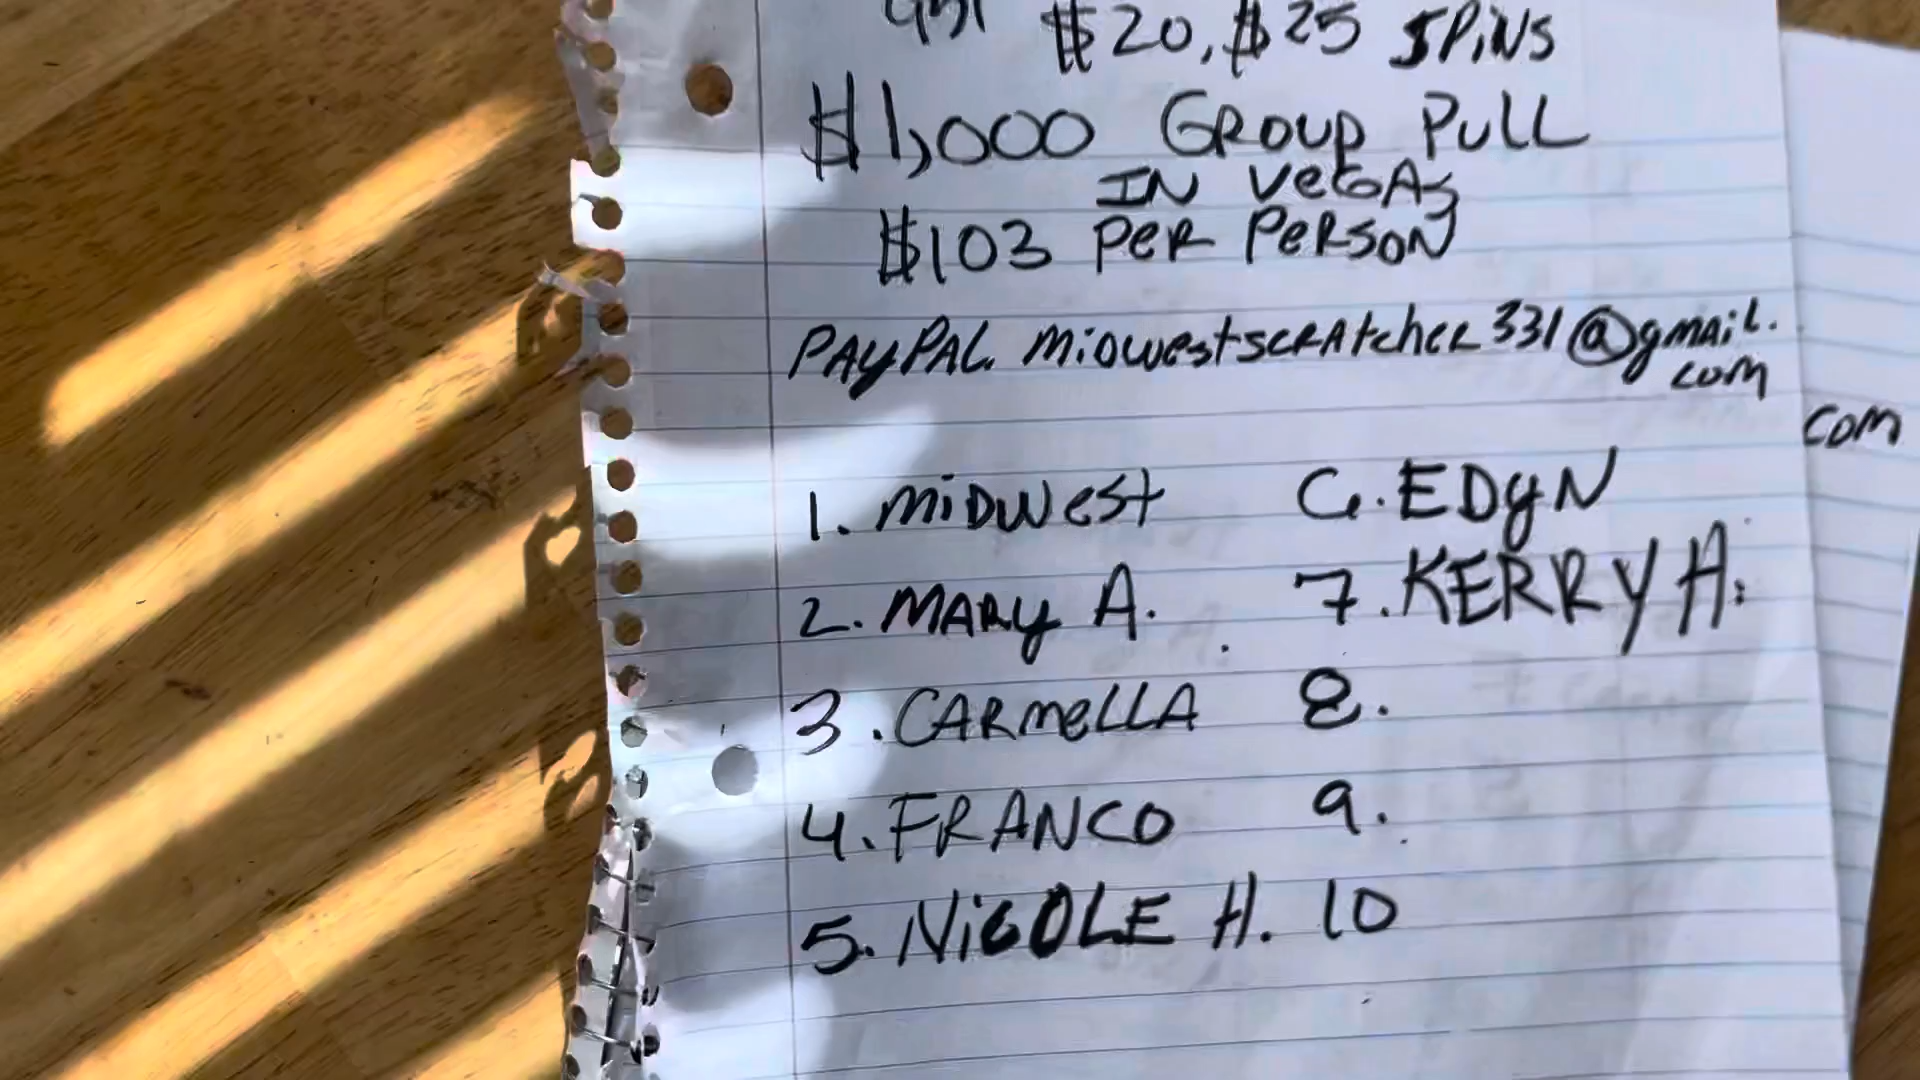 $20, $25 SPINS
$1,000 GROUP PULL
IN VEGAS
$103 PER PERSON
PAYPAL midwestscratcher331@gmail.
com
com
1. MIDWEST 6. EDYN
2. MARY A. 7. KERRY H.
3. CARMELLA 8.
4. FRANCO 9.
5. NICOLE H. 10